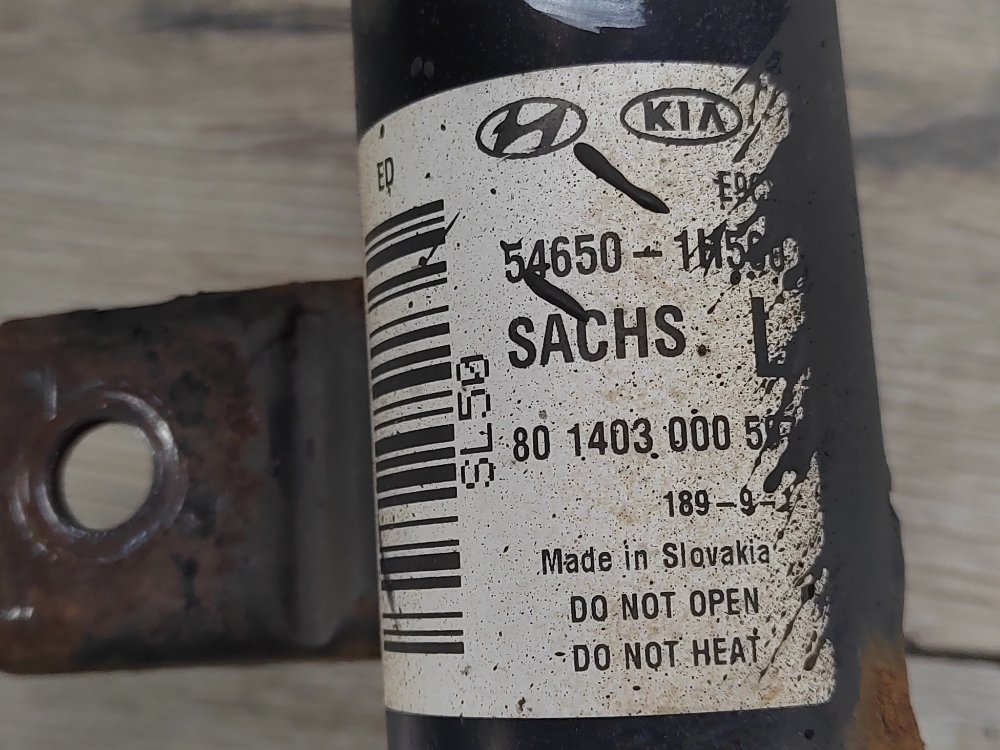 KIA
ED
54650-
SACHS L
SL50
80 1403 000
189-9-
Made in Slovakia
DO NOT OPEN
DO NOT HEAT